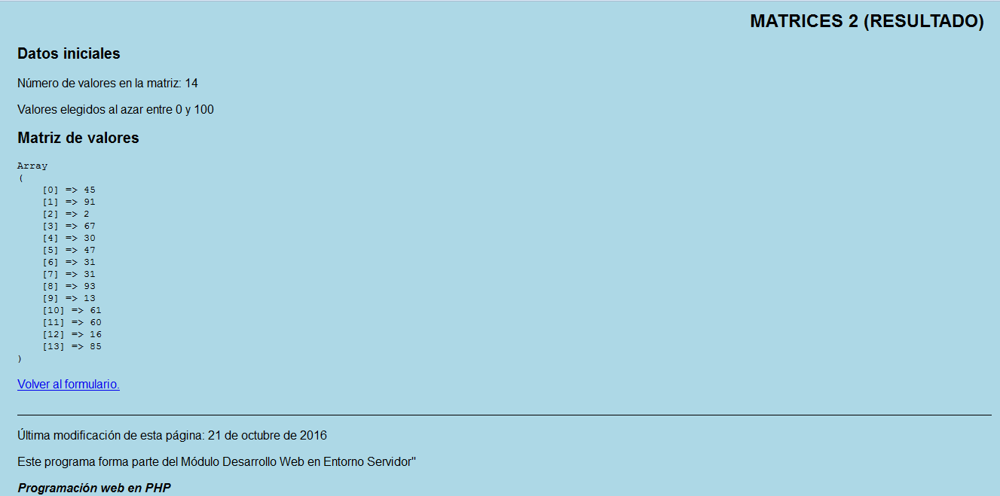 MATRICES 2 (RESULTADO)
Datos iniciales
Número de valores en la matriz: 14
Valores elegidos al azar entre 0 y 100
Matriz de valores
Array
(
    [0] => 45
    [1] => 91
    [2] => 2
    [3] => 67
    [4] => 30
    [5] => 47
    [6] => 31
    [7] => 31
    [8] => 93
    [9] => 13
    [10] => 61
    [11] => 60
    [12] => 16
    [13] => 85
)
Volver al formulario.
Última modificación de esta página: 21 de octubre de 2016
Este programa forma parte del Módulo Desarrollo Web en Entorno Servidor"
Programación web en PHP